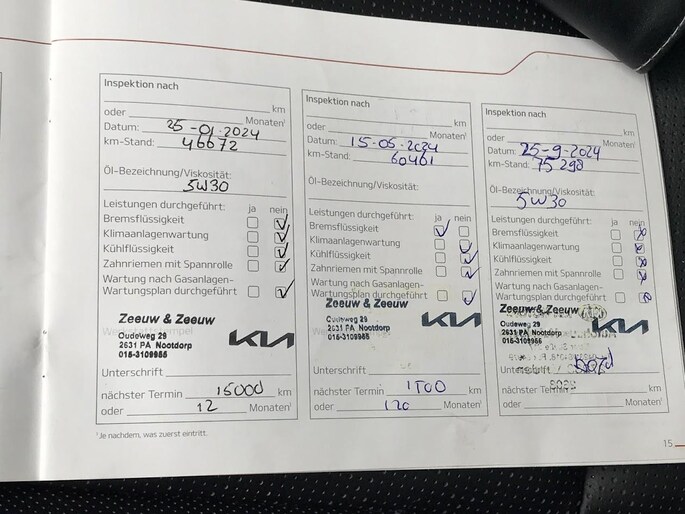 Inspektion nach
km
oder Monaten¹
Datum: 25-01-2024
km-Stand: 46672
Öl-Bezeichnung/Viskosität:
5W30
Leistungen durchgeführt: ja nein
Bremsflüssigkeit
Klimaanlagenwartung
Kühlflüssigkeit
Zahnriemen mit Spannrolle
Wartung nach Gasanlagen-
Wartungsplan durchgeführt
Zeeuw & Zeeuw
Oudeweg 29
2631 PA Nootdorp
015-3109966
KIA
Unterschrift
nächster Termin 15000 km
oder 12 Monaten¹
Inspektion nach
km
oder Monaten¹
Datum: 15-05-2024
km-Stand: 60461
Öl-Bezeichnung/Viskosität:
Leistungen durchgeführt: ja nein
Bremsflüssigkeit
Klimaanlagenwartung
Kühlflüssigkeit
Zahnriemen mit Spannrolle
Wartung nach Gasanlagen-
Wartungsplan durchgeführt
Zeeuw & Zeeuw
Oudeweg 29
2631 PA Nootdorp
015-3109966
KIA
Unterschrift
nächster Termin km
oder Monaten¹
Inspektion nach
km
oder Monaten¹
Datum: 25-9-2024
km-Stand: 75298
Öl-Bezeichnung/Viskosität:
5W30
Leistungen durchgeführt: ja nein
Bremsflüssigkeit
Klimaanlagenwartung
Kühlflüssigkeit
Zahnriemen mit Spannrolle
Wartung nach Gasanlagen-
Wartungsplan durchgeführt
Zeeuw & Zeeuw
Oudeweg 29
2631 PA Nootdorp
015-3109966
KIA
Unterschrift
nächster Termin km
oder Monaten¹
¹Je nachdem, was zuerst eintritt.
15